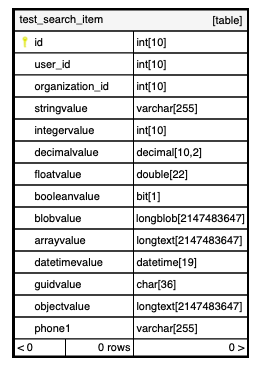 test_search_item [table]
id int[10]
user_id int[10]
organization_id int[10]
stringvalue varchar[255]
integervalue int[10]
decimalvalue decimal[10,2]
floatvalue double[22]
booleanvalue bit[1]
blobvalue longblob[2147483647]
arrayvalue longtext[2147483647]
datetimevalue datetime[19]
guidvalue char[36]
objectvalue longtext[2147483647]
phone1 varchar[255]
< 0 0 rows 0 >